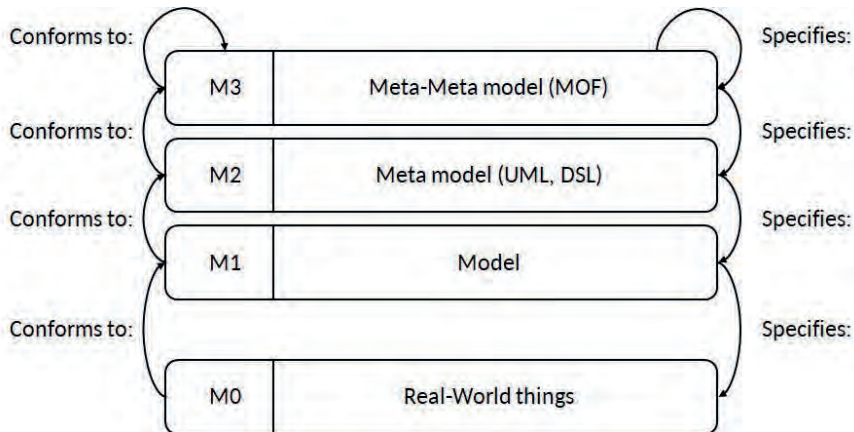 Conforms to:
Specifies:
M3
Meta-Meta model (MOF)
Conforms to:
Specifies:
M2
Meta model (UML, DSL)
Conforms to:
Specifies:
M1
Model
Conforms to:
Specifies:
M0
Real-World things